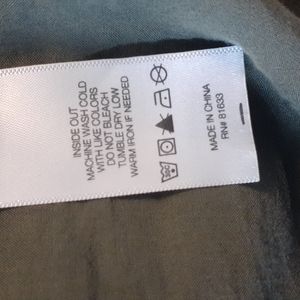 INSIDE OUT
MACHINE WASH COLD
WITH LIKE COLORS
DO NOT BLEACH
TUMBLE DRY LOW
WARM IRON IF NEEDED
MADE IN CHINA
RN# 81633